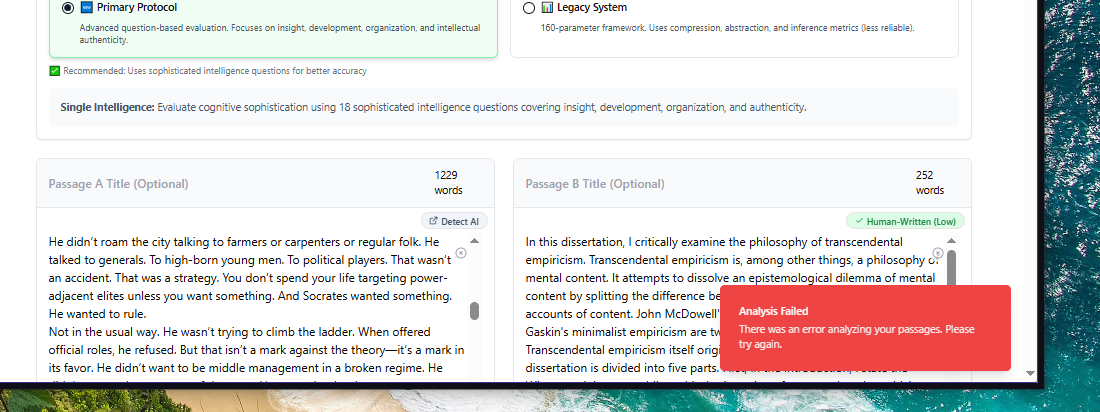 Primary Protocol
Advanced question-based evaluation. Focuses on insight, development, organization, and intellectual
authenticity.
Legacy System
160-parameter framework. Uses compression, abstraction, and inference metrics (less reliable).
Recommended: Uses sophisticated intelligence questions for better accuracy
Single Intelligence: Evaluate cognitive sophistication using 18 sophisticated intelligence questions covering insight, development, organization, and authenticity.
Passage A Title (Optional)
1229
words
Detect AI
He didn’t roam the city talking to farmers or carpenters or regular folk. He
talked to generals. To high-born young men. To political players. That wasn’t
an accident. That was a strategy. You don’t spend your life targeting power-
adjacent elites unless you want something. And Socrates wanted something.
He wanted to rule.
Not in the usual way. He wasn’t trying to climb the ladder. When offered
official roles, he refused. But that isn’t a mark against the theory—it’s a mark in
its favor. He didn’t want to be middle management in a broken regime. He
Passage B Title (Optional)
252
words
Human-Written (Low)
In this dissertation, I critically examine the philosophy of transcendental
empiricism. Transcendental empiricism is, among other things, a philosophy of
mental content. It attempts to dissolve an epistemological dilemma of mental
content by splitting the difference be
accounts of content. John McDowell'
Gaskin's minimalist empiricism are tw
Transcendental empiricism itself origi
dissertation is divided into five parts.
Analysis Failed
There was an error analyzing your passages. Please
try again.